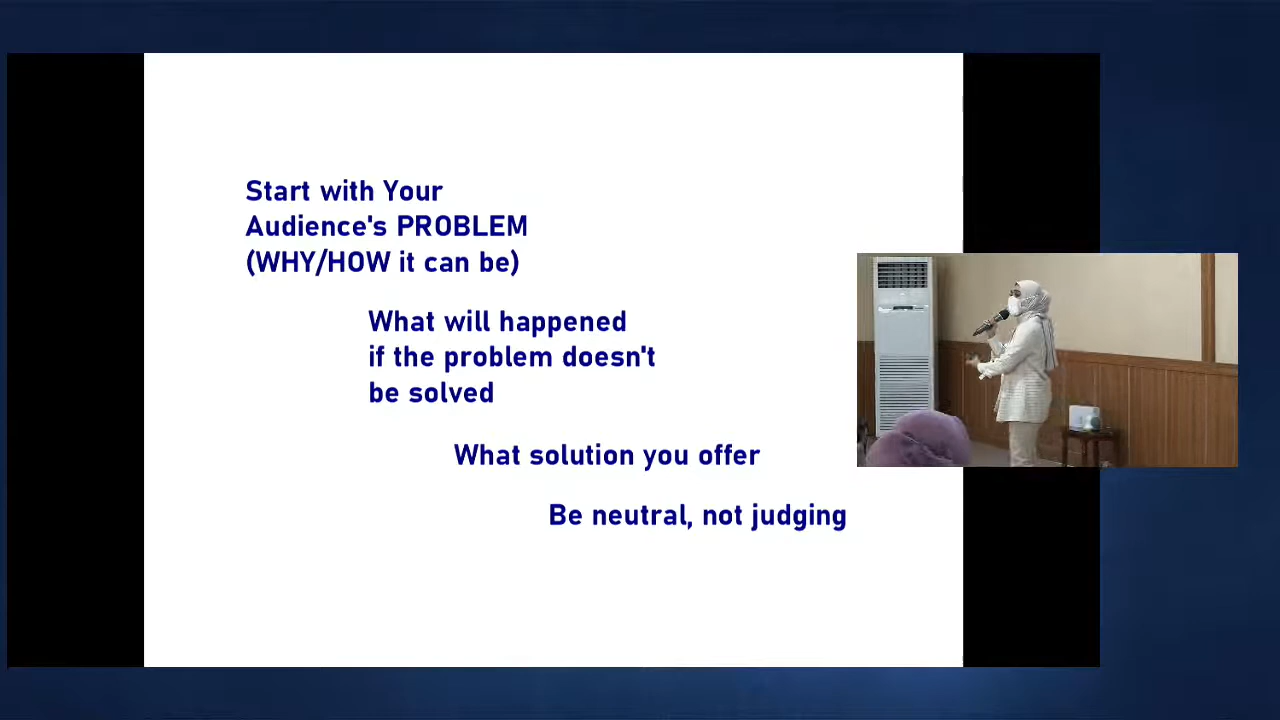 Start with Your
Audience's PROBLEM
(WHY/HOW it can be)
What will happened
if the problem doesn't
be solved
What solution you offer
Be neutral, not judging